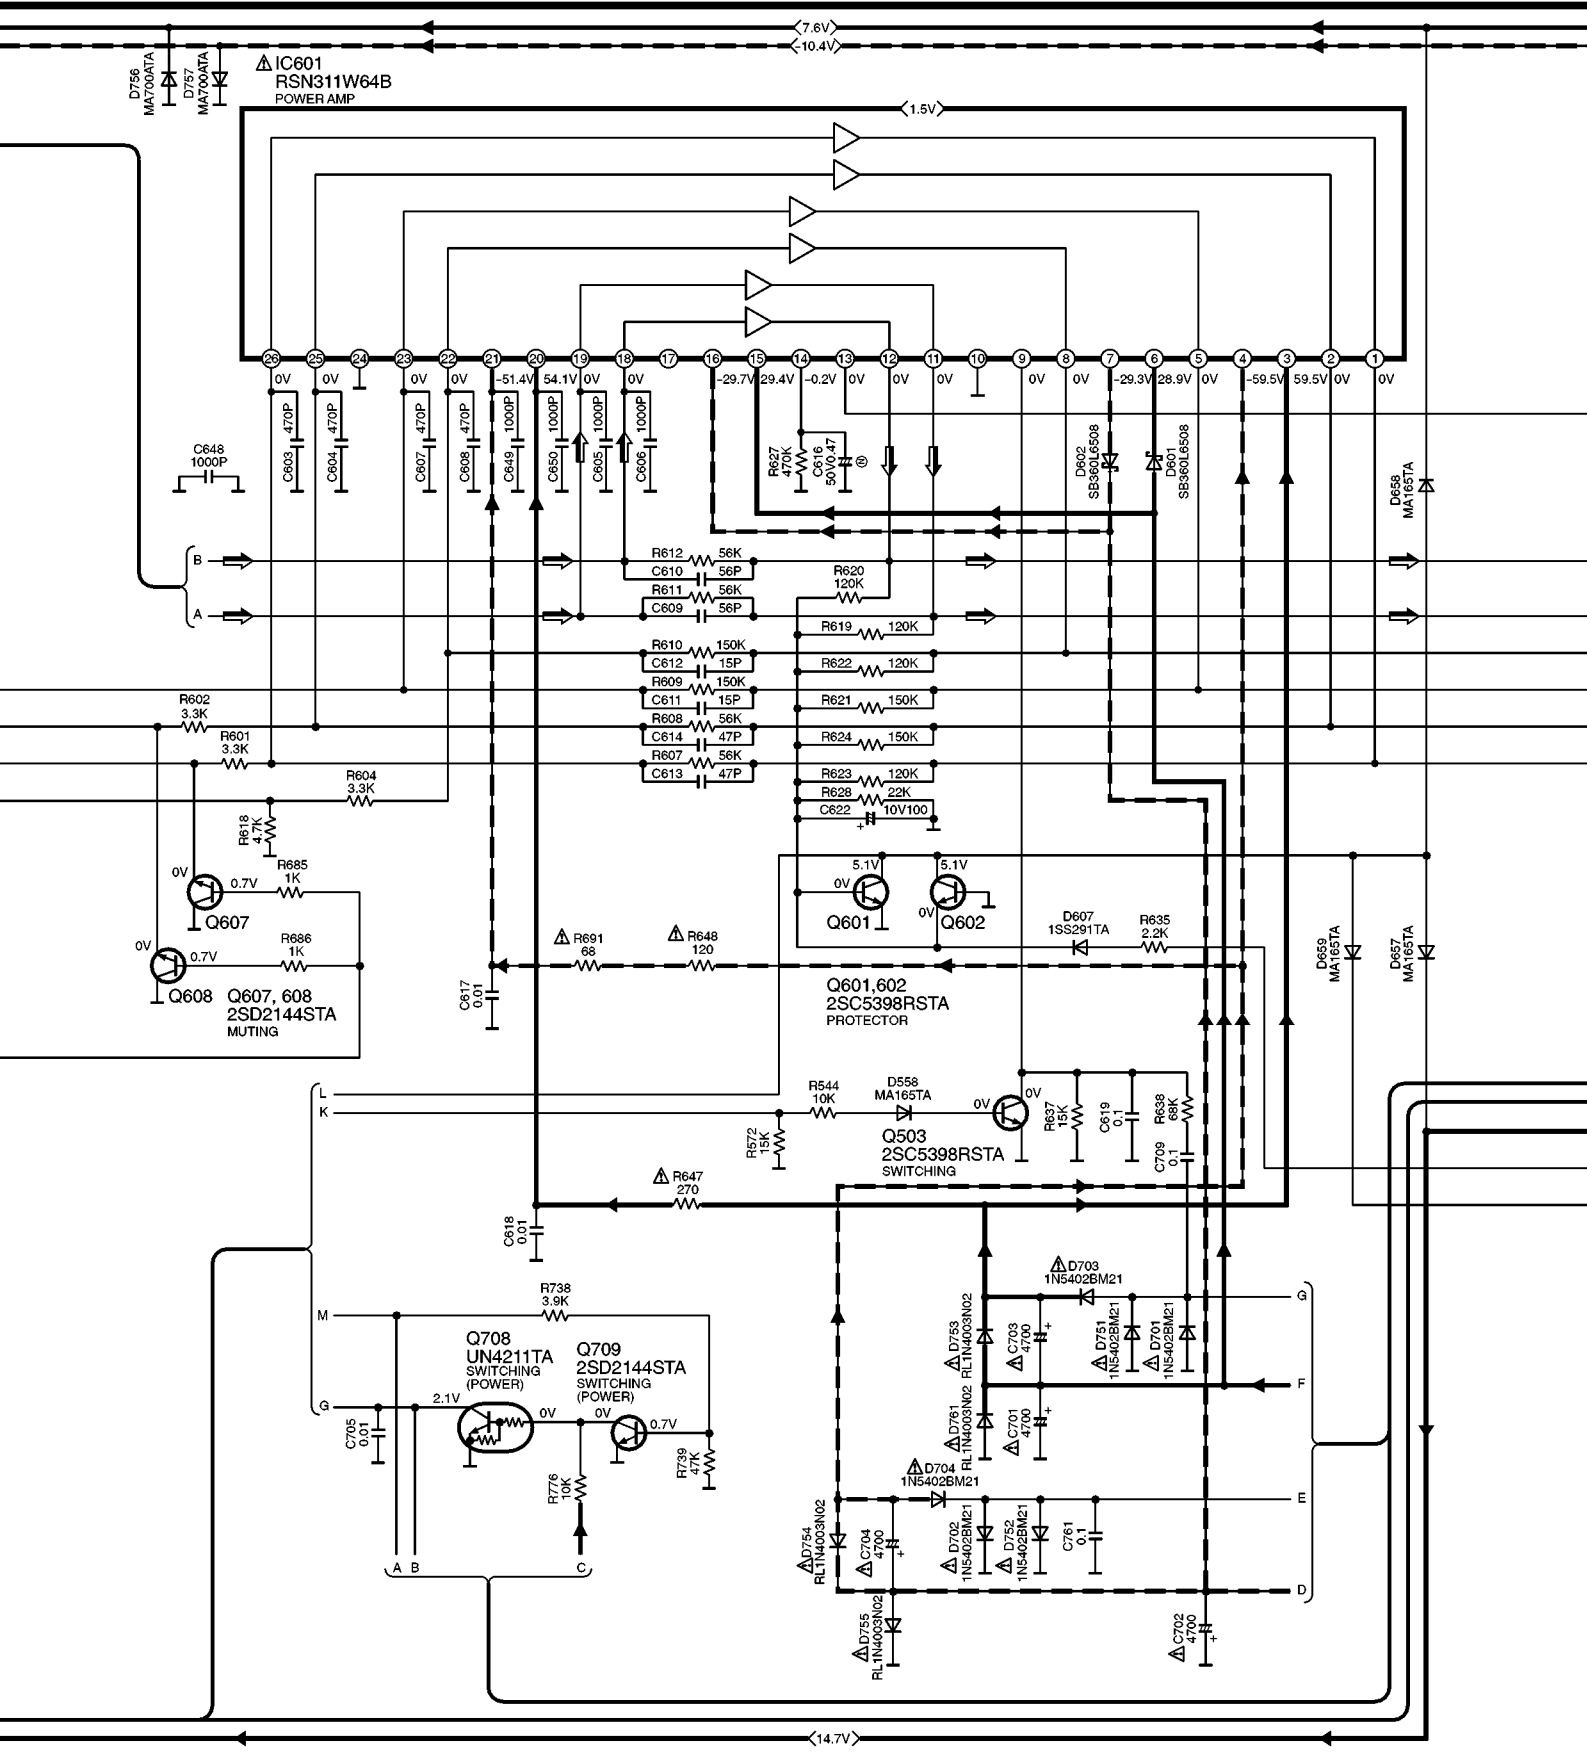 7.6V
-10.4V
D756
MA700ATA
D757
MA700ATA
⚠ IC601
RSN311W64B
POWER AMP
1.5V
26 25 24 23 22 21 20 19 18 17 16 15 14 13 12 11 10 9 8 7 6 5 4 3 2 1
0V 0V 0V 0V -51.4V 54.1V 0V 0V -29.7V 29.4V -0.2V 0V 0V 0V 0V 0V -29.3V 28.9V 0V -59.5V 59.5V 0V 0V
C648
1000P
C603
470P
C604
470P
C607
470P
C608
470P
C649
1000P
C650
1000P
C605
1000P
C606
1000P
R627
470K
C616
50V0.47
N
D602
SB360L6508
D601
SB360L6508
D658
MA165TA
B
A
R612 56K
C610 56P
R611 56K
C609 56P
R610 150K
C612 15P
R609 150K
C611 15P
R608 56K
C614 47P
R607 56K
C613 47P
R620
120K
R619 120K
R622 120K
R621 150K
R624 150K
R623 120K
R628 22K
C622 10V100
+
R602
3.3K
R601
3.3K
R604
3.3K
R618
4.7K
R685
1K
0V
0.7V
Q607
R686
1K
0V
0.7V
Q608
Q607, 608
2SD2144STA
MUTING
5.1V 5.1V
0V
0V
Q601
Q602
D607
1SS291TA
R635
2.2K
D659
MA165TA
D657
MA165TA
⚠ R691
68
⚠ R648
120
C617
0.01
Q601,602
2SC5398RSTA
PROTECTOR
L
K
R544
10K
D558
MA165TA
0V
0V
R572
15K
Q503
2SC5398RSTA
SWITCHING
R637
15K
C619
0.1
R638
68K
C709
0.1
⚠ R647
270
C618
0.01
M
R738
3.9K
Q708
UN4211TA
SWITCHING
(POWER)
Q709
2SD2144STA
SWITCHING
(POWER)
G
2.1V
0V
0V
0.7V
C705
0.01
R776
10K
R739
47K
A B C
⚠D703
1N5402BM21
⚠D753
RL1N4003N02
⚠C703
4700
+
⚠D751
1N5402BM21
⚠D701
1N5402BM21
G
F
⚠D761
RL1N4003N02
⚠C701
4700
+
⚠D704
1N5402BM21
E
⚠D754
RL1N4003N02
⚠C704
4700
+
⚠D702
1N5402BM21
⚠D752
1N5402BM21
C761
0.1
D
⚠D755
RL1N4003N02
⚠C702
4700
+
14.7V